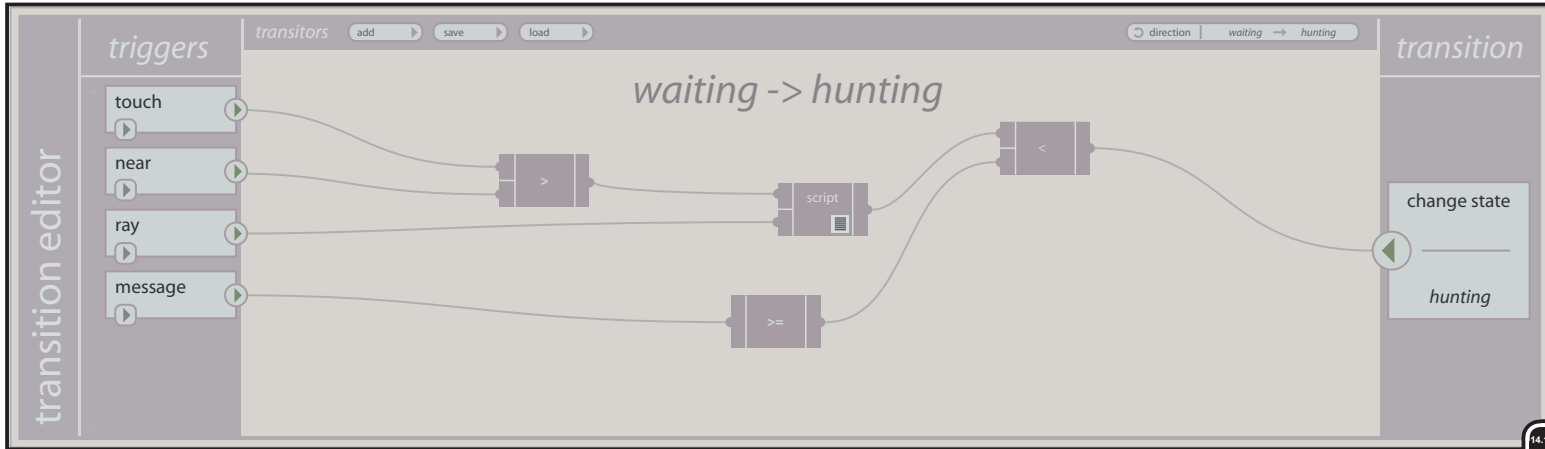 transition editor
triggers
touch
near
ray
message
transitors
add
save
load
direction
waiting → hunting
waiting -> hunting
>
script
>=
<
transition
change state
hunting